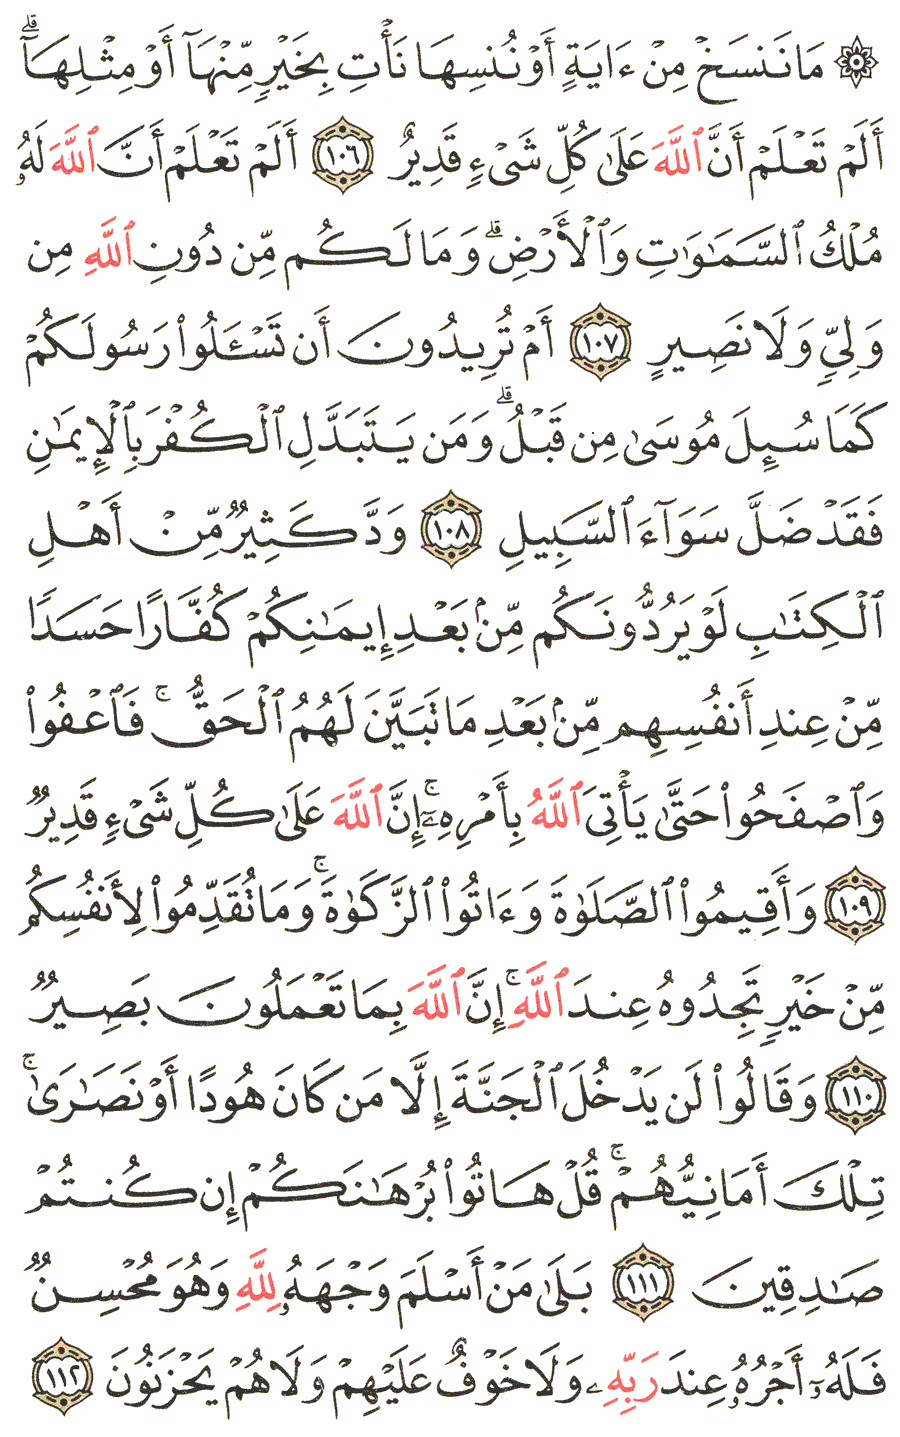 ۞ مَا نَنسَخْ مِنْ ءَايَةٍ أَوْ نُنسِهَا نَأْتِ بِخَيْرٍ مِّنْهَآ أَوْ مِثْلِهَآ ۗ
أَلَمْ تَعْلَمْ أَنَّ ٱللَّهَ عَلَىٰ كُلِّ شَىْءٍ قَدِيرٌ ١٠٦ أَلَمْ تَعْلَمْ أَنَّ ٱللَّهَ لَهُۥ
مُلْكُ ٱلسَّمَـٰوَٰتِ وَٱلْأَرْضِ ۗ وَمَا لَكُم مِّن دُونِ ٱللَّهِ مِن
وَلِىٍّ وَلَا نَصِيرٍ ١٠٧ أَمْ تُرِيدُونَ أَن تَسْـَٔلُوا۟ رَسُولَكُمْ
كَمَا سُئِلَ مُوسَىٰ مِن قَبْلُ ۗ وَمَن يَتَبَدَّلِ ٱلْكُفْرَ بِٱلْإِيمَـٰنِ
فَقَدْ ضَلَّ سَوَآءَ ٱلسَّبِيلِ ١٠٨ وَدَّ كَثِيرٌ مِّنْ أَهْلِ
ٱلْكِتَـٰبِ لَوْ يَرُدُّونَكُم مِّنۢ بَعْدِ إِيمَـٰنِكُمْ كُفَّارًا حَسَدًا
مِّنْ عِندِ أَنفُسِهِم مِّنۢ بَعْدِ مَا تَبَيَّنَ لَهُمُ ٱلْحَقُّ ۖ فَٱعْفُوا۟
وَٱصْفَحُوا۟ حَتَّىٰ يَأْتِىَ ٱللَّهُ بِأَمْرِهِۦٓ ۚ إِنَّ ٱللَّهَ عَلَىٰ كُلِّ شَىْءٍ قَدِيرٌ
١٠٩ وَأَقِيمُوا۟ ٱلصَّلَوٰةَ وَءَاتُوا۟ ٱلزَّكَوٰةَ ۚ وَمَا تُقَدِّمُوا۟ لِأَنفُسِكُم
مِّنْ خَيْرٍ تَجِدُوهُ عِندَ ٱللَّهِ ۚ إِنَّ ٱللَّهَ بِمَا تَعْمَلُونَ بَصِيرٌ
١١٠ وَقَالُوا۟ لَن يَدْخُلَ ٱلْجَنَّةَ إِلَّا مَن كَانَ هُودًا أَوْ نَصَـٰرَىٰ ۗ
تِلْكَ أَمَانِيُّهُمْ ۗ قُلْ هَاتُوا۟ بُرْهَـٰنَكُمْ إِن كُنتُمْ
صَـٰدِقِينَ ١١١ بَلَىٰ مَنْ أَسْلَمَ وَجْهَهُۥ لِلَّهِ وَهُوَ مُحْسِنٌ
فَلَهُۥٓ أَجْرُهُۥ عِندَ رَبِّهِۦ وَلَا خَوْفٌ عَلَيْهِمْ وَلَا هُمْ يَحْزَنُونَ ١١٢